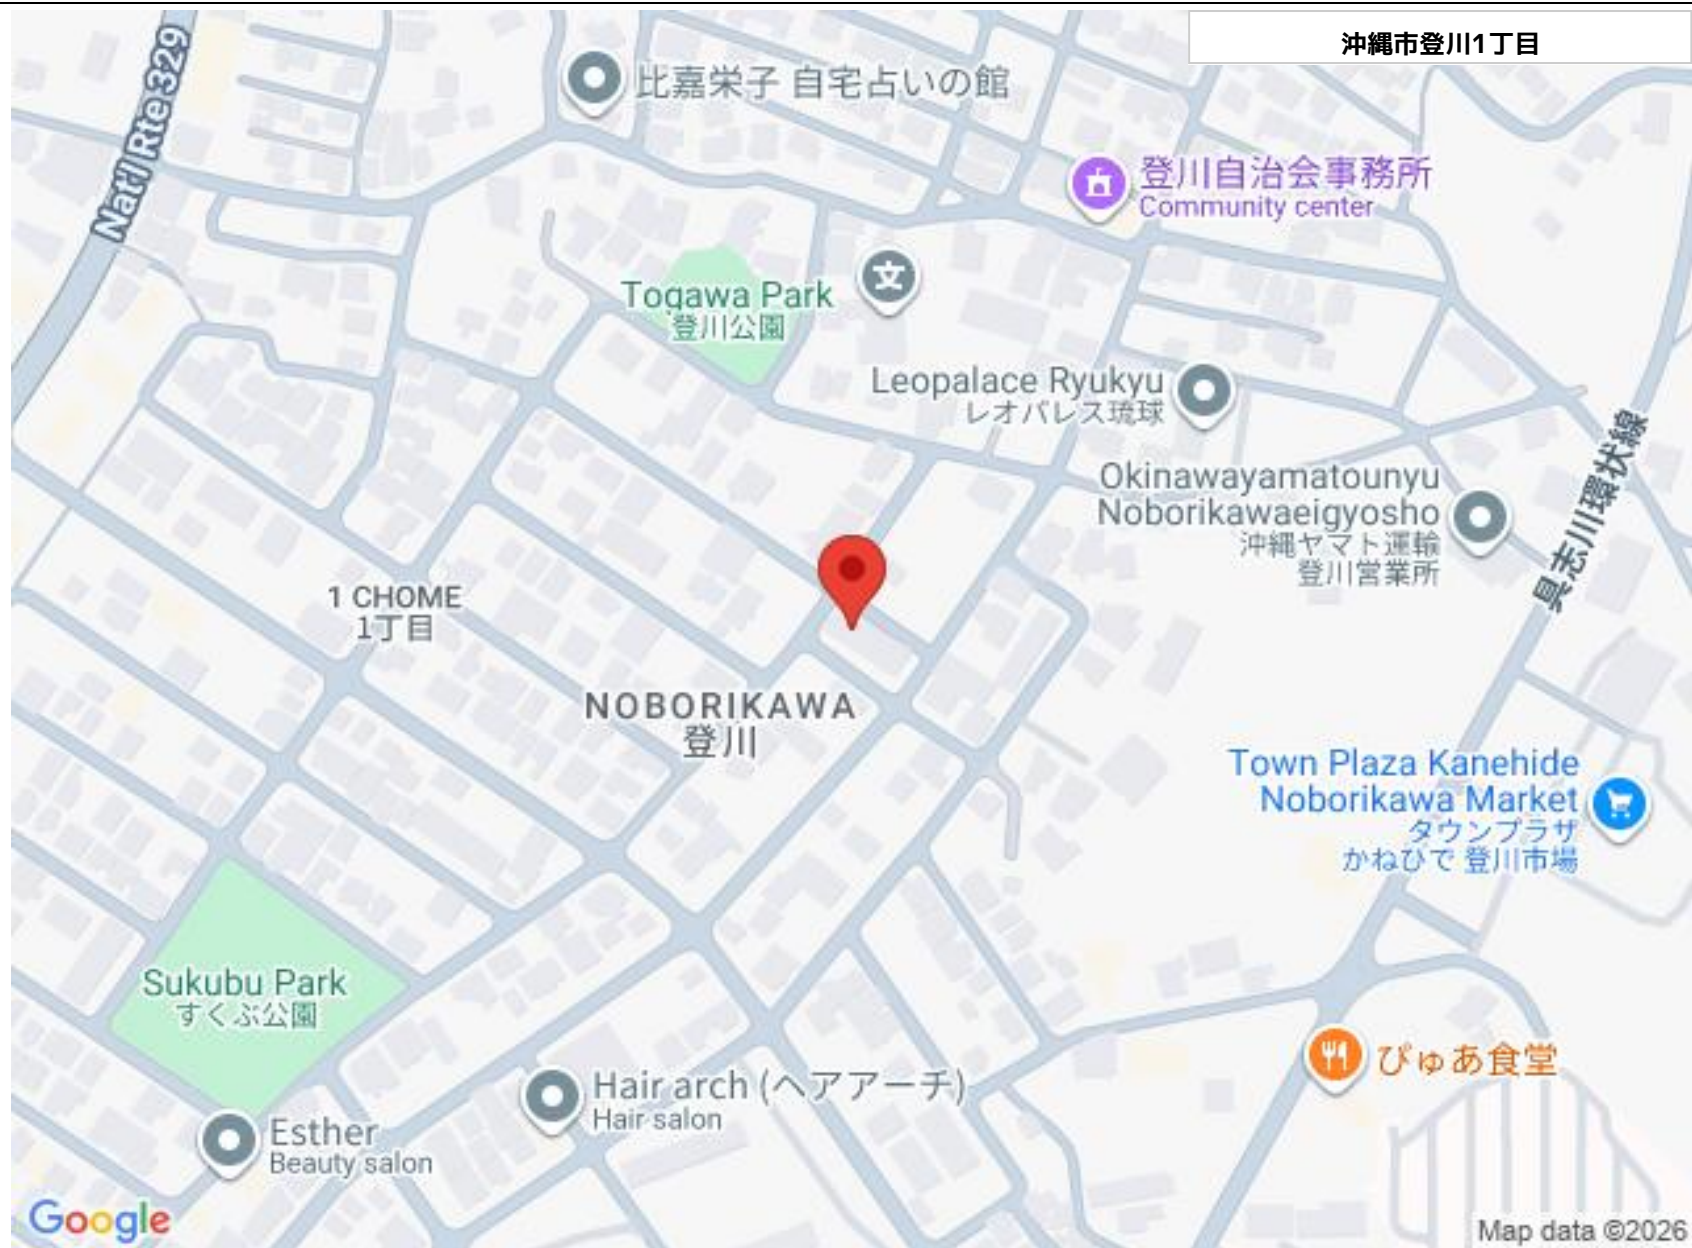 沖縄市登川1丁目
Nat'l Rte 329
比嘉栄子 自宅占いの館
登川自治会事務所
Community center
Togawa Park
登川公園
文
Leopalace Ryukyu
レオパレス琉球
Okinawayamatounyu
Noborikawaeigyosho
沖縄ヤマト運輸
登川営業所
具志川環状線
1 CHOME
1丁目
NOBORIKAWA
登川
Town Plaza Kanehide
Noborikawa Market
タウンプラザ
かねひで 登川市場
Sukubu Park
すくぶ公園
ぴゅあ食堂
Hair arch (ヘアアーチ)
Hair salon
Esther
Beauty salon
Google
Map data ©2026